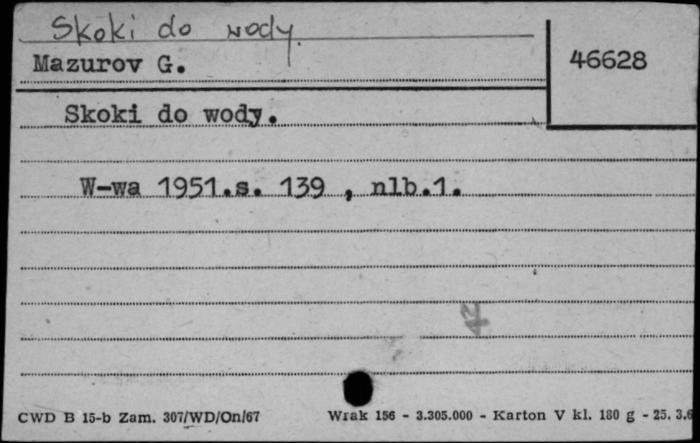 Skoki do wody
46628
Mazurov G.
Skoki do wody.
W-wa 1951.s. 139 , nlb.1.
CWD B 15-b Zam. 307/WD/On/67 Wrak 156 - 3.305.000 - Karton V kl. 180 g - 25. 3.6